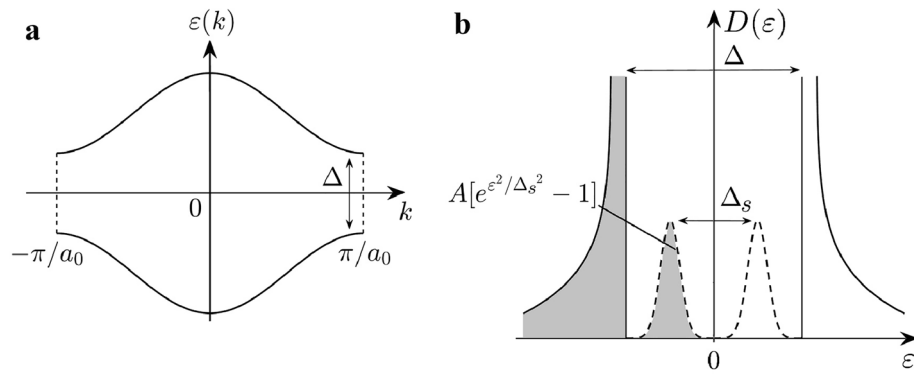 a
ε(k)
Δ
0
k
-π/a₀
π/a₀
b
D(ε)
Δ
A[e^{ε²/Δₛ²} - 1]
Δₛ
0
ε